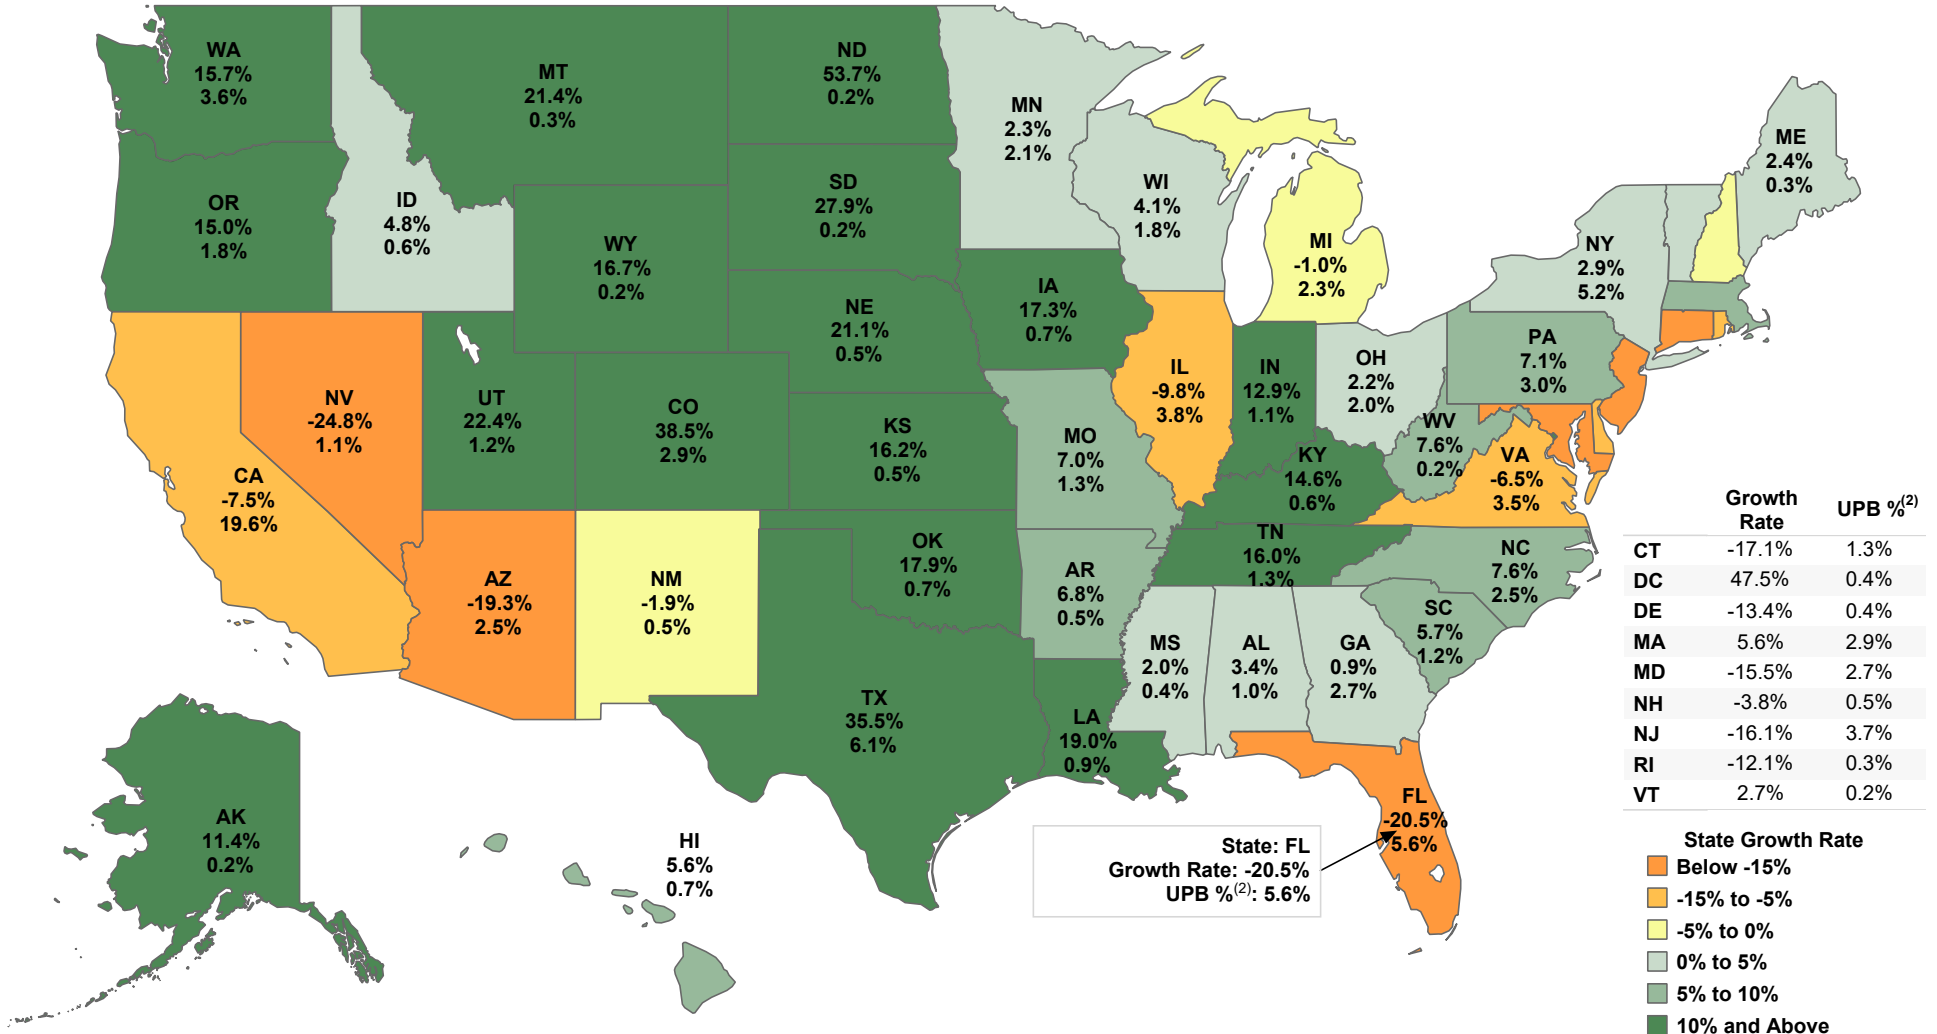 WA
15.7%
3.6%
MT
21.4%
0.3%
ND
53.7%
0.2%
MN
2.3%
2.1%
ME
2.4%
0.3%
OR
15.0%
1.8%
ID
4.8%
0.6%
SD
27.9%
0.2%
WI
4.1%
1.8%
WY
16.7%
0.2%
MI
-1.0%
2.3%
NY
2.9%
5.2%
NE
21.1%
0.5%
IA
17.3%
0.7%
PA
7.1%
3.0%
NV
-24.8%
1.1%
UT
22.4%
1.2%
CO
38.5%
2.9%
IL
-9.8%
3.8%
IN
12.9%
1.1%
OH
2.2%
2.0%
KS
16.2%
0.5%
MO
7.0%
1.3%
WV
7.6%
0.2%
KY
14.6%
0.6%
VA
-6.5%
3.5%
CA
-7.5%
19.6%
AZ
-19.3%
2.5%
NM
-1.9%
0.5%
OK
17.9%
0.7%
AR
6.8%
0.5%
TN
16.0%
1.3%
NC
7.6%
2.5%
SC
5.7%
1.2%
MS
2.0%
0.4%
AL
3.4%
1.0%
GA
0.9%
2.7%
TX
35.5%
6.1%
LA
19.0%
0.9%
FL
-20.5%
5.6%
AK
11.4%
0.2%
HI
5.6%
0.7%
State: FL
Growth Rate: -20.5%
UPB %(2): 5.6%
Growth
Rate
UPB %(2)
CT -17.1% 1.3%
DC 47.5% 0.4%
DE -13.4% 0.4%
MA 5.6% 2.9%
MD -15.5% 2.7%
NH -3.8% 0.5%
NJ -16.1% 3.7%
RI -12.1% 0.3%
VT 2.7% 0.2%
State Growth Rate
Below -15%
-15% to -5%
-5% to 0%
0% to 5%
5% to 10%
10% and Above